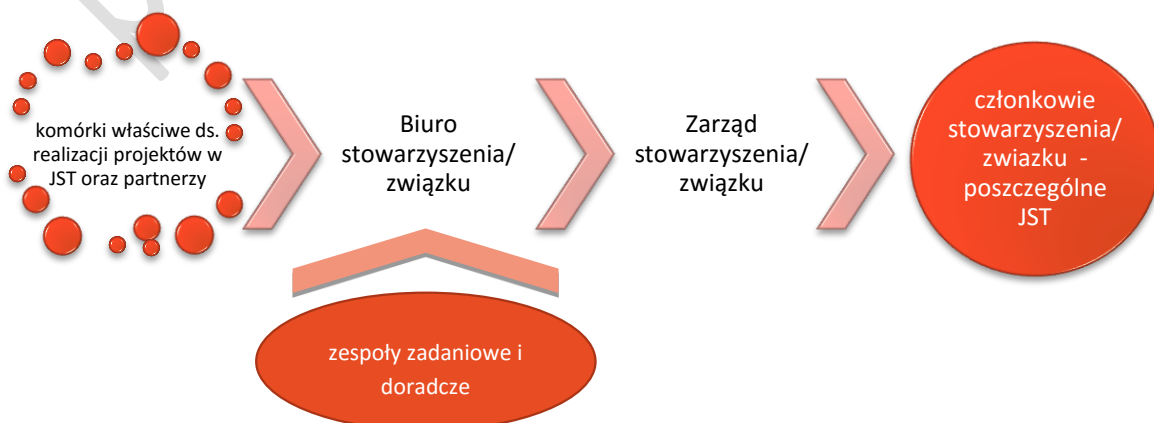 komórki właściwe ds.
realizacji projektów w
JST oraz partnerzy
Biuro
stowarzyszenia/
związku
Zarząd
stowarzyszenia/
związku
członkowie
stowarzyszenia/
zwiazku -
poszczególne
JST
zespoły zadaniowe i
doradcze